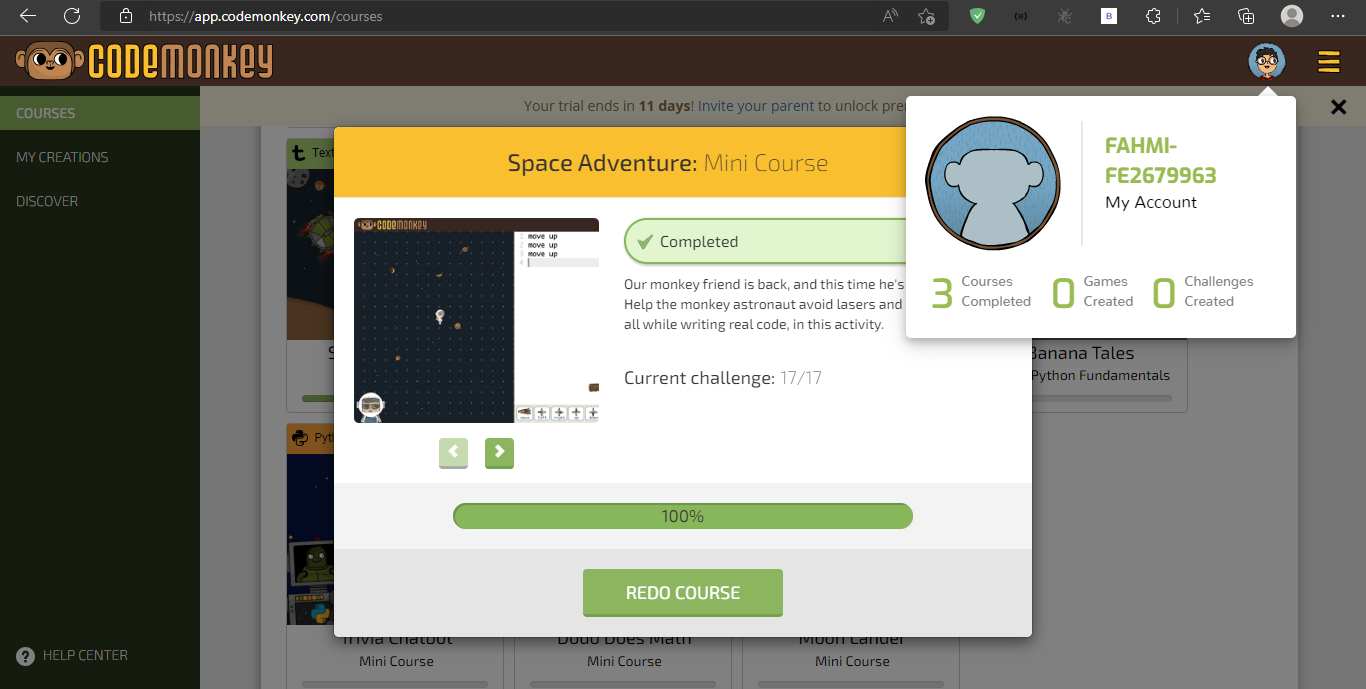 https://app.codemonkey.com/courses
CODEMONKEY
COURSES
MY CREATIONS
DISCOVER
HELP CENTER
Your trial ends in 11 days! Invite your parent to unlock
Text
Space Adventure: Mini Course
CODEMONKEY
1 move up
2 move up
3 move up
4
Completed
Our monkey friend is back, and this time he's
Help the monkey astronaut avoid lasers and
all while writing real code, in this activity.
Current challenge: 17/17
100%
REDO COURSE
FAHMI-
FE2679963
My Account
3 Courses Completed
0 Games Created
0 Challenges Created
Banana Tales
Python Fundamentals
Trivia Chatbot
Mini Course
Dodo Does Math
Mini Course
Moon Lander
Mini Course